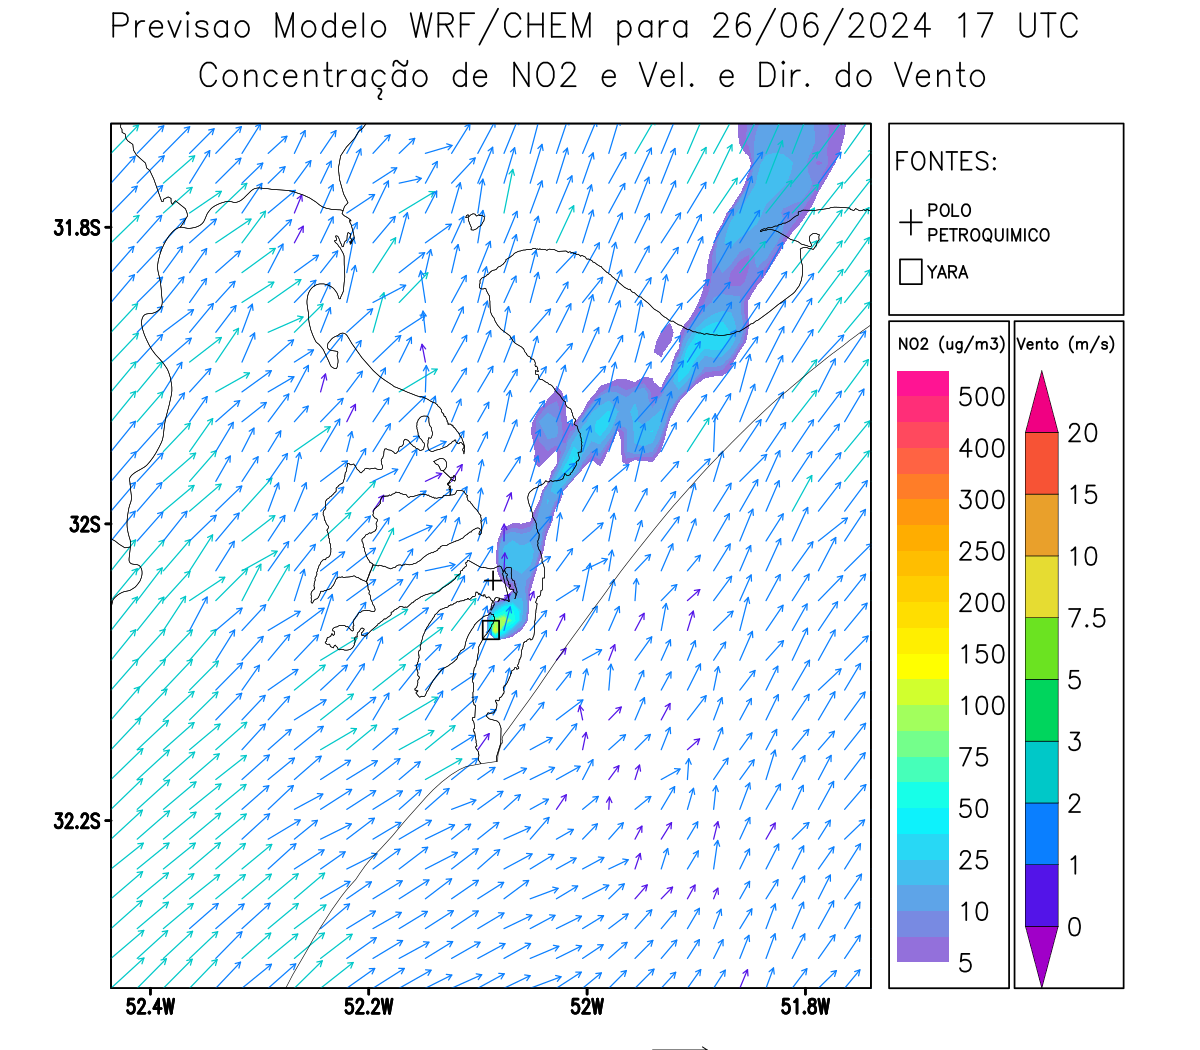 Previsao Modelo WRF/CHEM para 26/06/2024 17 UTC
Concentração de NO2 e Vel. e Dir. do Vento
FONTES:
POLO
PETROQUIMICO
YARA
NO2 (ug/m3)
500
400
300
250
200
150
100
75
50
25
10
5
Vento (m/s)
20
15
10
7.5
5
3
2
1
0
31.8S
32S
32.2S
52.4W
52.2W
52W
51.8W